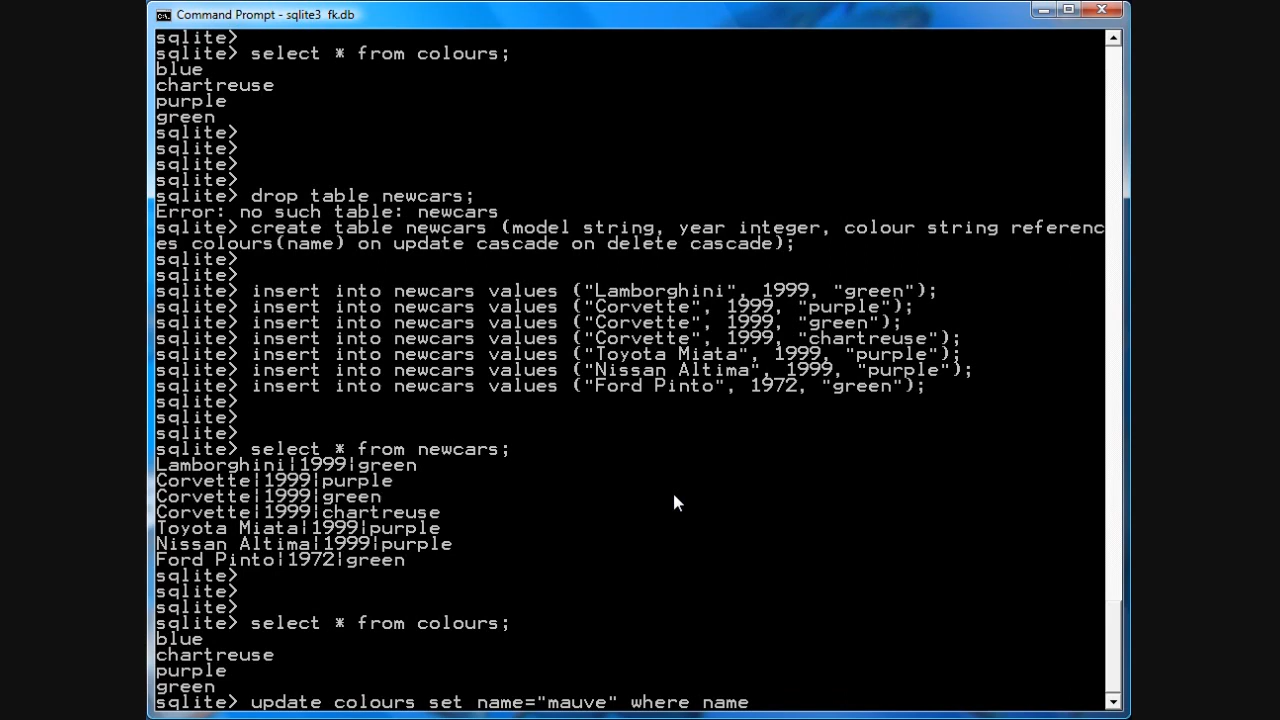 Command Prompt - sqlite3 fk.db
sqlite>
sqlite> select * from colours;
blue
chartreuse
purple
green
sqlite>
sqlite>
sqlite>
sqlite>
sqlite> drop table newcars;
Error: no such table: newcars
sqlite> create table newcars (model string, year integer, colour string referenc
es colours(name) on update cascade on delete cascade);
sqlite>
sqlite>
sqlite> insert into newcars values ("Lamborghini", 1999, "green");
sqlite> insert into newcars values ("Corvette", 1999, "purple");
sqlite> insert into newcars values ("Corvette", 1999, "green");
sqlite> insert into newcars values ("Corvette", 1999, "chartreuse");
sqlite> insert into newcars values ("Toyota Miata", 1999, "purple");
sqlite> insert into newcars values ("Nissan Altima", 1999, "purple");
sqlite> insert into newcars values ("Ford Pinto", 1972, "green");
sqlite>
sqlite>
sqlite>
sqlite> select * from newcars;
Lamborghini|1999|green
Corvette|1999|purple
Corvette|1999|green
Corvette|1999|chartreuse
Toyota Miata|1999|purple
Nissan Altima|1999|purple
Ford Pinto|1972|green
sqlite>
sqlite>
sqlite>
sqlite> select * from colours;
blue
chartreuse
purple
green
sqlite> update colours set name="mauve" where name